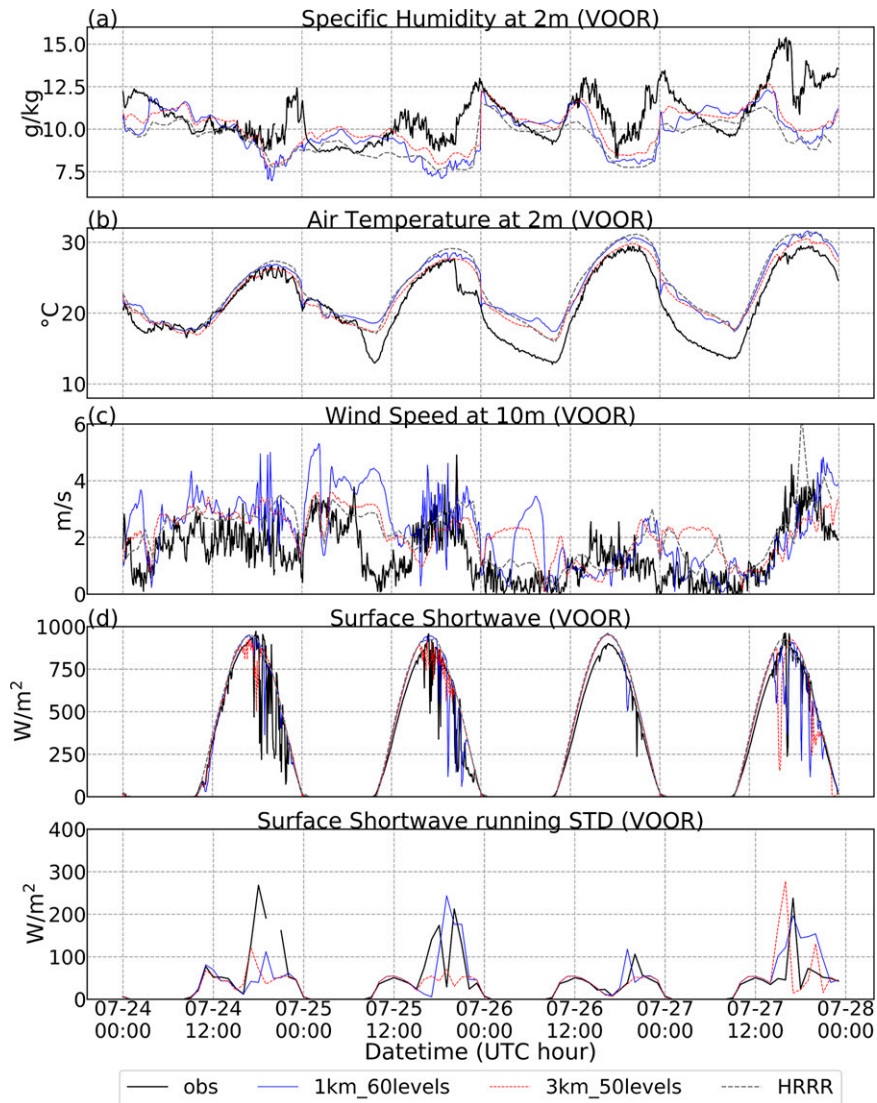 (a) Specific Humidity at 2m (VOOR)
15.0
12.5
10.0
7.5
g/kg
(b) Air Temperature at 2m (VOOR)
30
20
10
°C
(c) Wind Speed at 10m (VOOR)
6
4
2
0
m/s
(d) Surface Shortwave (VOOR)
1000
750
500
250
0
W/m²
Surface Shortwave running STD (VOOR)
400
300
200
100
0
W/m²
07-24 07-24 07-25 07-25 07-26 07-26 07-27 07-27 07-28
00:00 12:00 00:00 12:00 00:00 12:00 00:00 12:00 00:00
Datetime (UTC hour)
obs 1km_60levels 3km_50levels HRRR